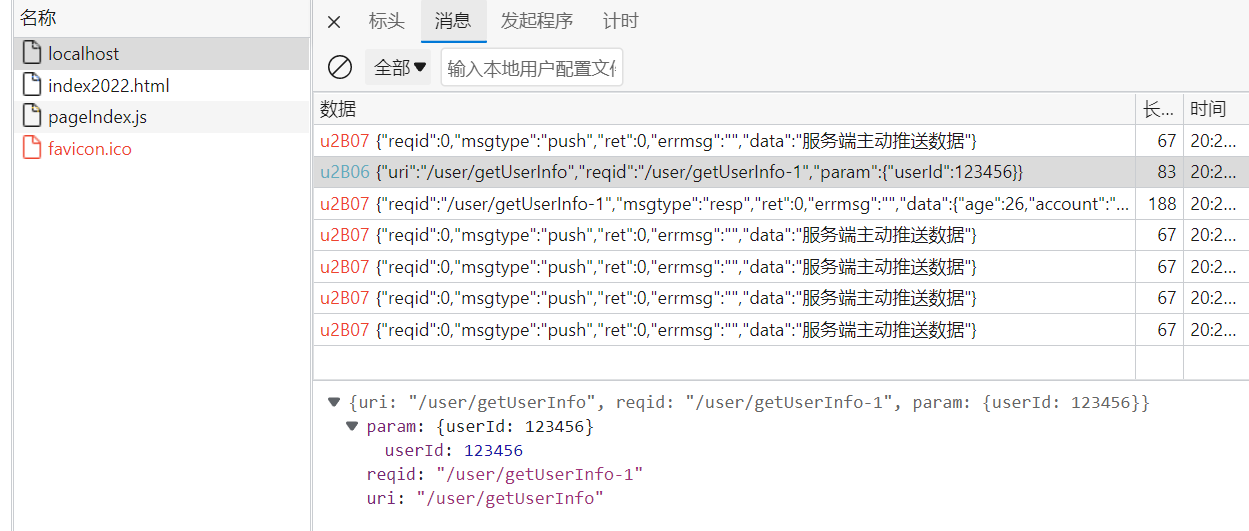 名称
localhost
index2022.html
pageIndex.js
favicon.ico
标头 消息 发起程序 计时
全部 输入本地用户配置文件
数据 长... 时间
u2B07 {"reqid":0,"msgtype":"push","ret":0,"errmsg":"","data":"服务端主动推送数据"} 67 20:2...
u2B06 {"uri":"/user/getUserInfo","reqid":"/user/getUserInfo-1","param":{"userId":123456}} 83 20:2...
u2B07 {"reqid":"/user/getUserInfo-1","msgtype":"resp","ret":0,"errmsg":"","data":{"age":26,"account":"... 188 20:2...
u2B07 {"reqid":0,"msgtype":"push","ret":0,"errmsg":"","data":"服务端主动推送数据"} 67 20:2...
u2B07 {"reqid":0,"msgtype":"push","ret":0,"errmsg":"","data":"服务端主动推送数据"} 67 20:2...
u2B07 {"reqid":0,"msgtype":"push","ret":0,"errmsg":"","data":"服务端主动推送数据"} 67 20:2...
u2B07 {"reqid":0,"msgtype":"push","ret":0,"errmsg":"","data":"服务端主动推送数据"} 67 20:2...
{uri: "/user/getUserInfo", reqid: "/user/getUserInfo-1", param: {userId: 123456}}
param: {userId: 123456}
userId: 123456
reqid: "/user/getUserInfo-1"
uri: "/user/getUserInfo"